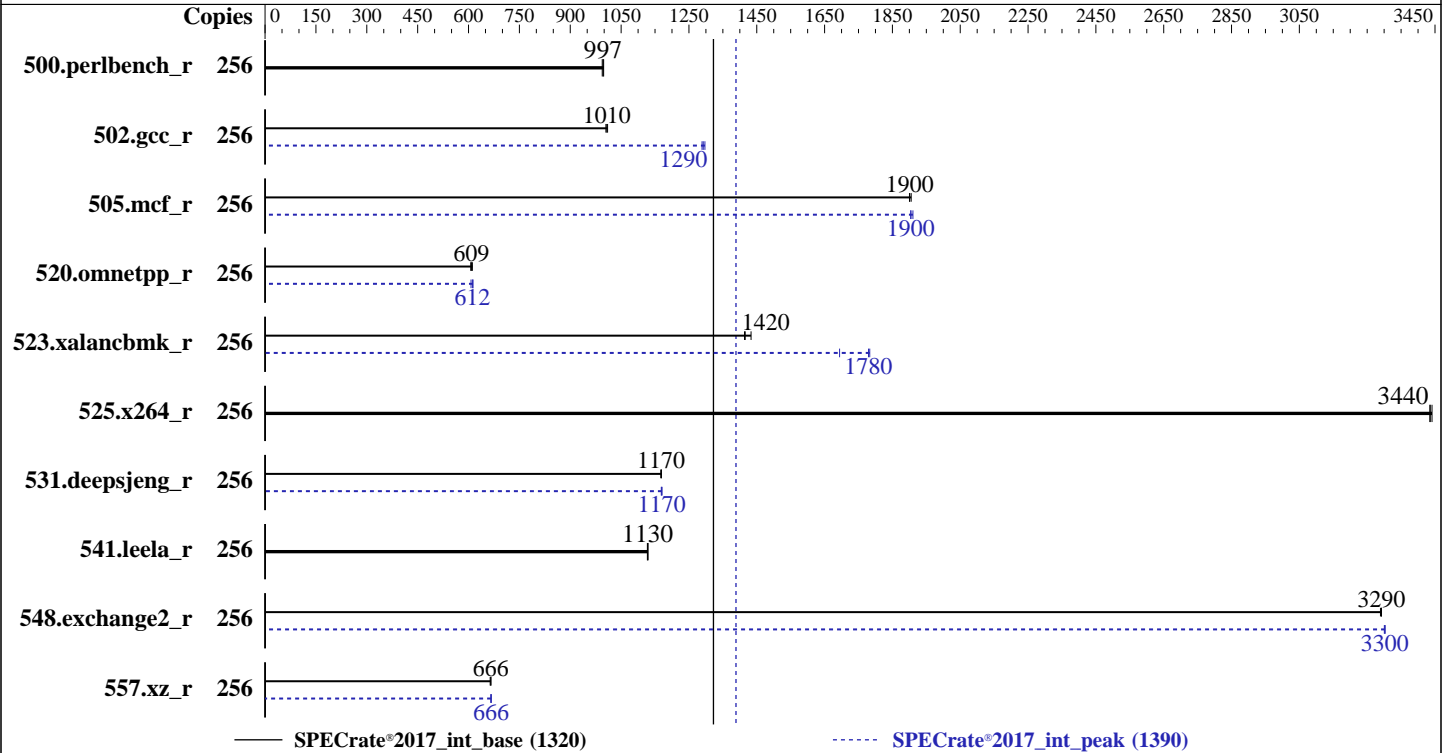 Copies 0 150 300 450 600 750 900 1050 1250 1450 1650 1850 2050 2250 2450 2650 2850 3050 3450
997
500.perlbench_r 256
1010
502.gcc_r 256
1290
1900
505.mcf_r 256
1900
609
520.omnetpp_r 256
612
1420
523.xalancbmk_r 256
1780
3440
525.x264_r 256
1170
531.deepsjeng_r 256
1170
1130
541.leela_r 256
3290
548.exchange2_r 256
3300
666
557.xz_r 256
666
SPECrate®2017_int_base (1320) SPECrate®2017_int_peak (1390)